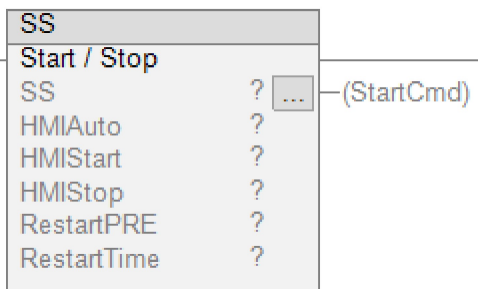 SS
Start / Stop
SS ? ... (StartCmd)
HMIAuto ?
HMIStart ?
HMIStop ?
RestartPRE ?
RestartTime ?